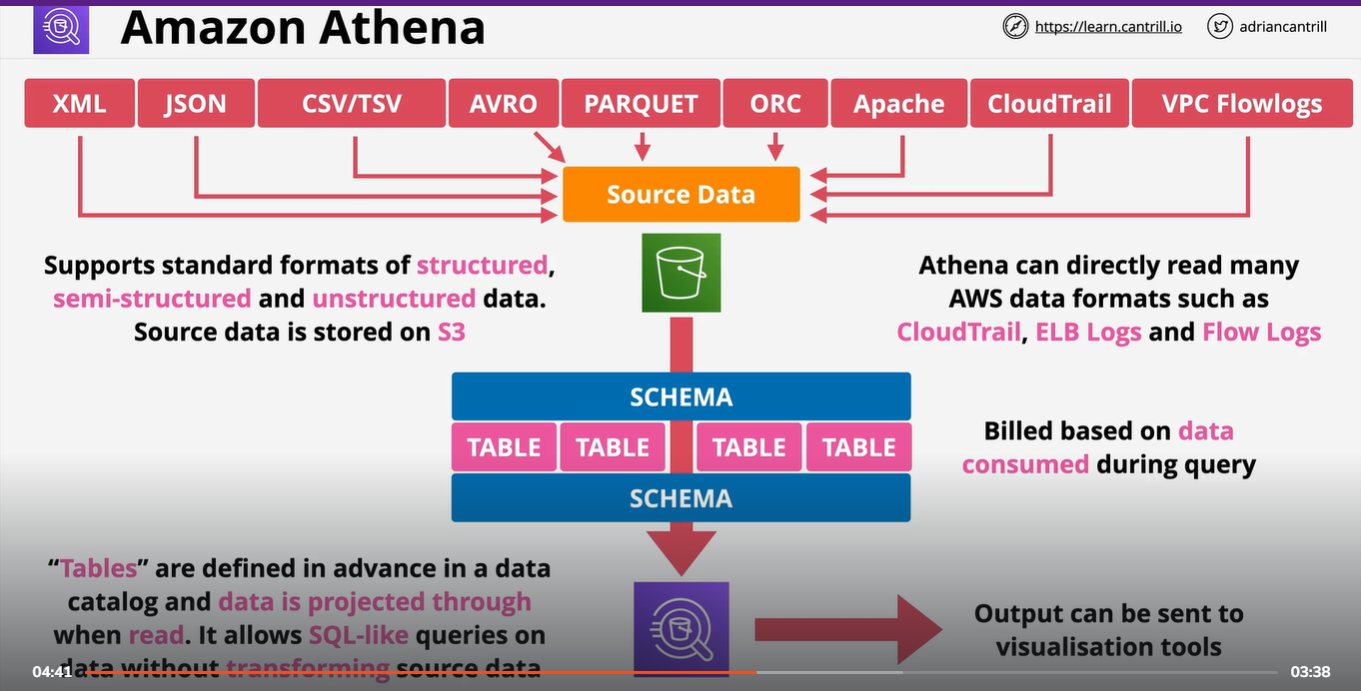 Amazon Athena
https://learn.cantrill.io
adriancantrill
XML
JSON
CSV/TSV
AVRO
PARQUET
ORC
Apache
CloudTrail
VPC Flowlogs
Source Data
Supports standard formats of structured,
semi-structured and unstructured data.
Source data is stored on S3
Athena can directly read many
AWS data formats such as
CloudTrail, ELB Logs and Flow Logs
SCHEMA
TABLE
TABLE
TABLE
TABLE
SCHEMA
Billed based on data
consumed during query
“Tables” are defined in advance in a data
catalog and data is projected through
when read. It allows SQL-like queries on
data without transforming source data
Output can be sent to
visualisation tools
04:41
03:38